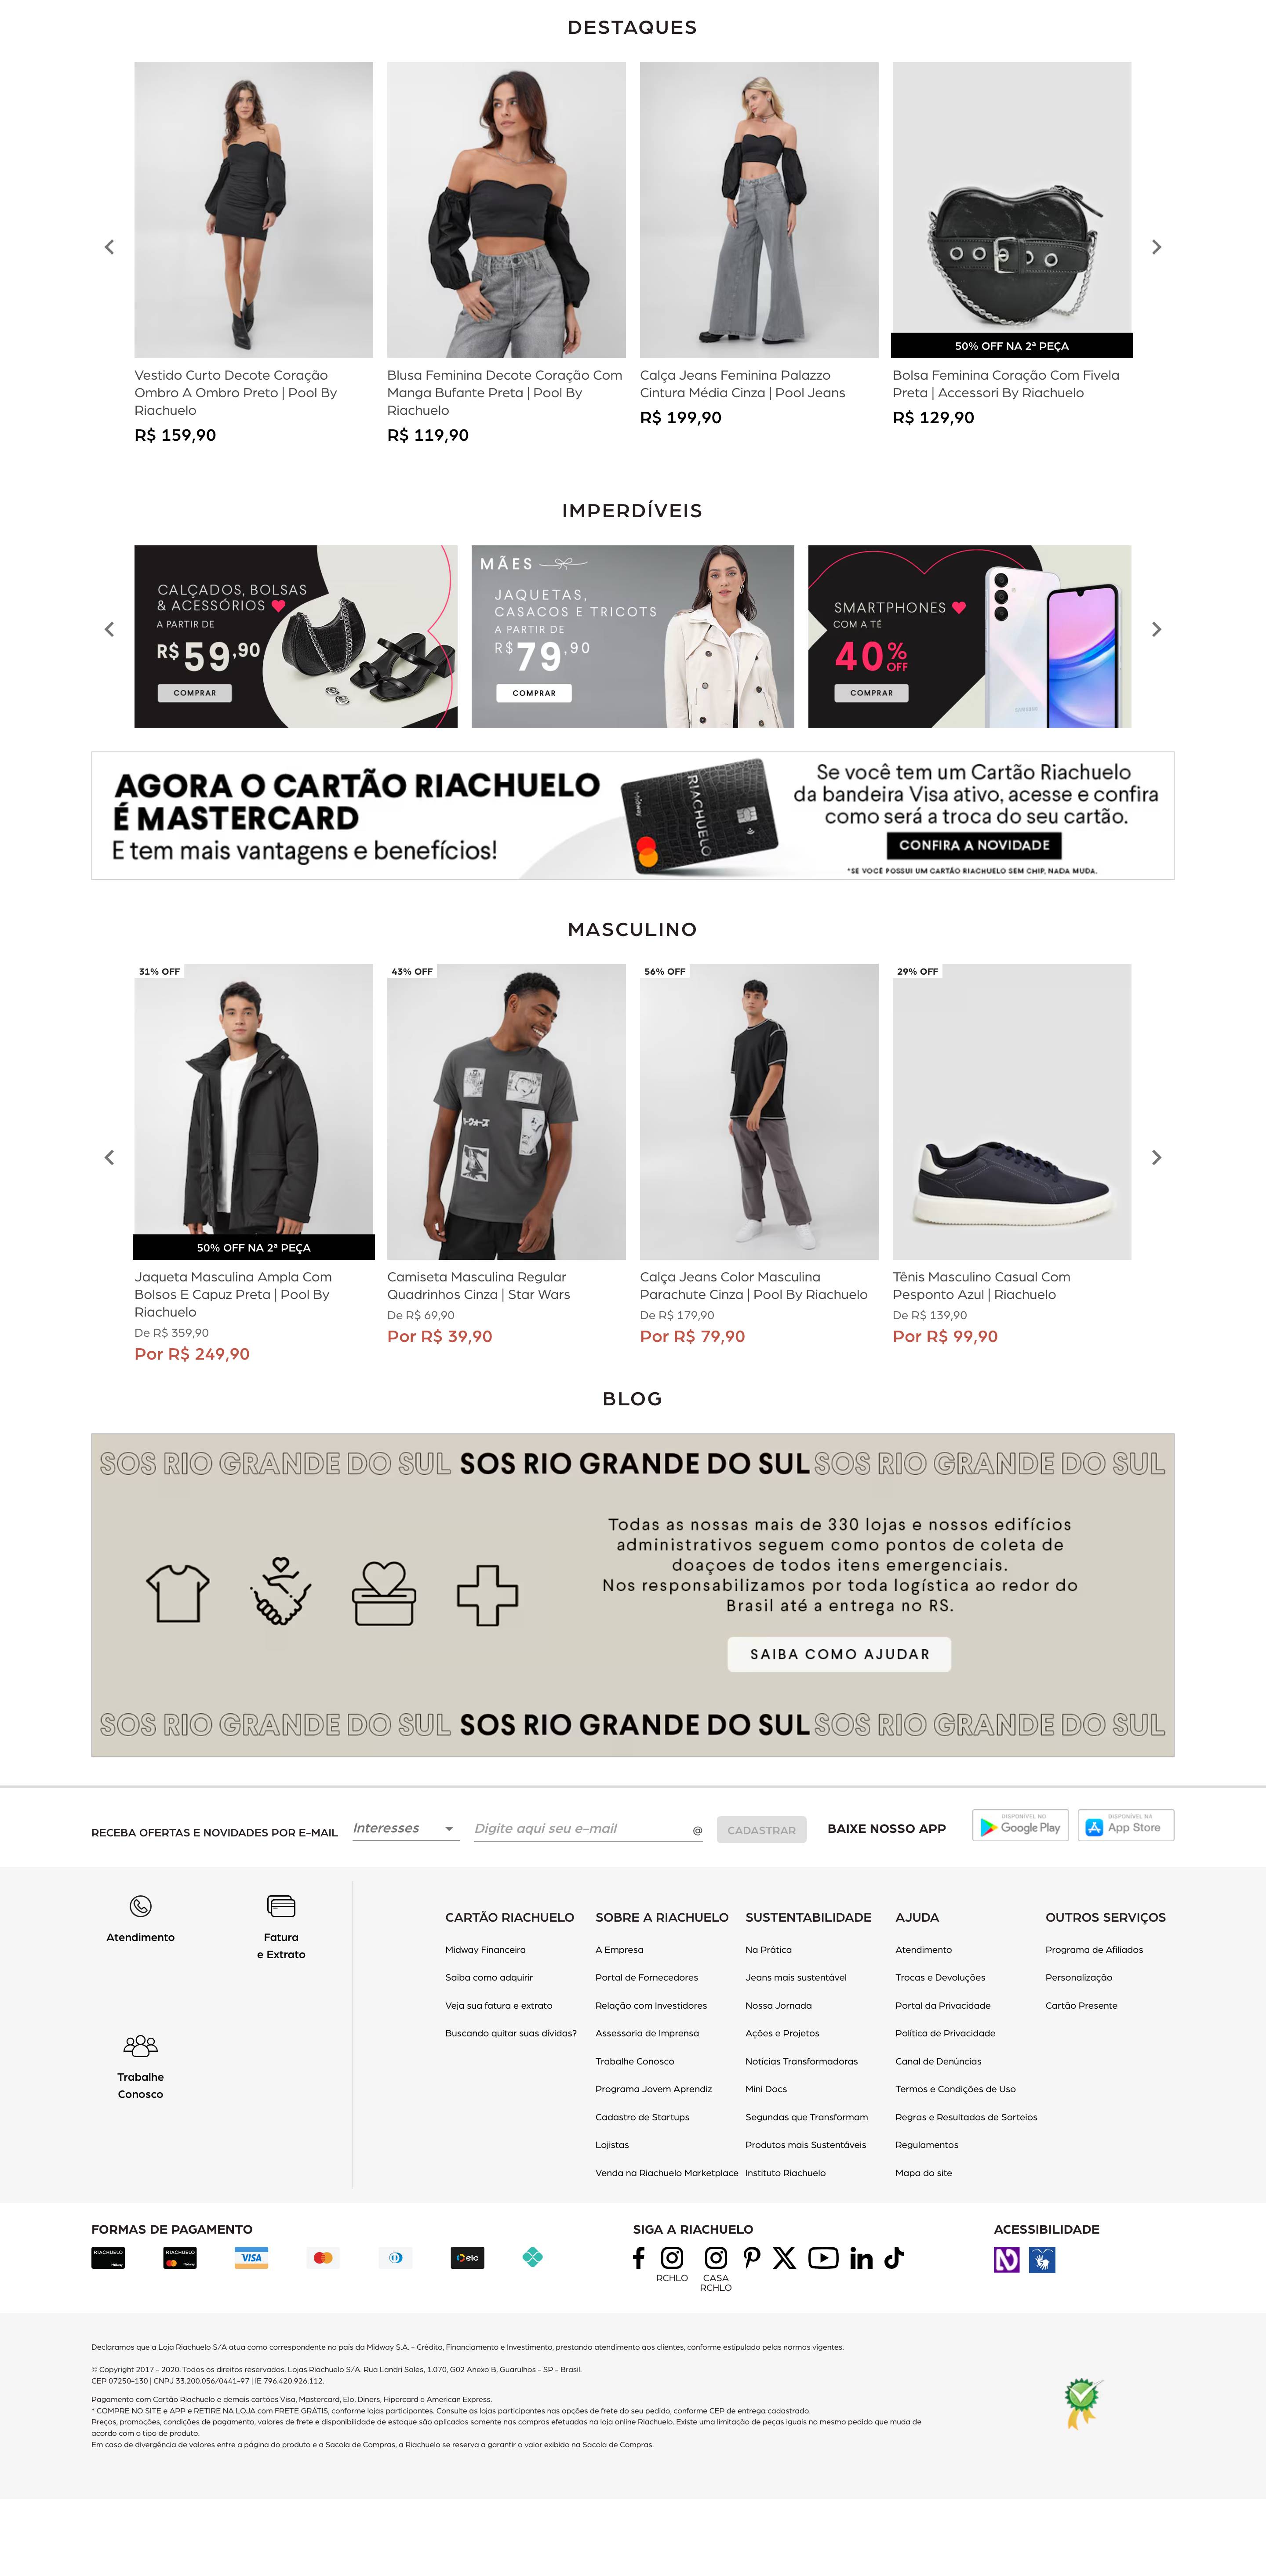 DESTAQUES
50% OFF NA 2ª PEÇA
Vestido Curto Decote Coração
Ombro A Ombro Preto | Pool By
Riachuelo
R$ 159,90
Blusa Feminina Decote Coração Com
Manga Bufante Preta | Pool By
Riachuelo
R$ 119,90
Calça Jeans Feminina Palazzo
Cintura Média Cinza | Pool Jeans
R$ 199,90
Bolsa Feminina Coração Com Fivela
Preta | Accessori By Riachuelo
R$ 129,90
IMPERDÍVEIS
CALÇADOS, BOLSAS
& ACESSÓRIOS
A PARTIR DE
R$ 59,90
COMPRAR
MÃES
JAQUETAS,
CASACOS E TRICOTS
A PARTIR DE
R$ 79,90
COMPRAR
SMARTPHONES
COM A TÉ
40% OFF
COMPRAR
SAMSUNG
AGORA O CARTÃO RIACHUELO
É MASTERCARD
E tem mais vantagens e benefícios!
Midway
RIACHUELO
Se você tem um Cartão Riachuelo
da bandeira Visa ativo, acesse e confira
como será a troca do seu cartão.
CONFIRA A NOVIDADE
*SE VOCÊ POSSUI UM CARTÃO RIACHUELO SEM CHIP, NADA MUDA.
MASCULINO
31% OFF
43% OFF
56% OFF
29% OFF
50% OFF NA 2ª PEÇA
Jaqueta Masculina Ampla Com
Bolsos E Capuz Preta | Pool By
Riachuelo
De R$ 359,90
Por R$ 249,90
Camiseta Masculina Regular
Quadrinhos Cinza | Star Wars
De R$ 69,90
Por R$ 39,90
Calça Jeans Color Masculina
Parachute Cinza | Pool By Riachuelo
De R$ 179,90
Por R$ 79,90
Tênis Masculino Casual Com
Pesponto Azul | Riachuelo
De R$ 139,90
Por R$ 99,90
BLOG
SOS RIO GRANDE DO SUL SOS RIO GRANDE DO SUL SOS RIO GRANDE DO SUL
Todas as nossas mais de 330 lojas e nossos edifícios
administrativos seguem como pontos de coleta de
doaçoes de todos itens emergenciais.
Nos responsabilizamos por toda logística ao redor do
Brasil até a entrega no RS.
SAIBA COMO AJUDAR
SOS RIO GRANDE DO SUL SOS RIO GRANDE DO SUL SOS RIO GRANDE DO SUL
RECEBA OFERTAS E NOVIDADES POR E-MAIL
Interesses
Digite aqui seu e-mail
@
CADASTRAR
BAIXE NOSSO APP
DISPONÍVEL NO
Google Play
DISPONÍVEL NA
App Store
Atendimento
Fatura
e Extrato
Trabalhe
Conosco
CARTÃO RIACHUELO
Midway Financeira
Saiba como adquirir
Veja sua fatura e extrato
Buscando quitar suas dívidas?
SOBRE A RIACHUELO
A Empresa
Portal de Fornecedores
Relação com Investidores
Assessoria de Imprensa
Trabalhe Conosco
Programa Jovem Aprendiz
Cadastro de Startups
Lojistas
Venda na Riachuelo Marketplace
SUSTENTABILIDADE
Na Prática
Jeans mais sustentável
Nossa Jornada
Ações e Projetos
Notícias Transformadoras
Mini Docs
Segundas que Transformam
Produtos mais Sustentáveis
Instituto Riachuelo
AJUDA
Atendimento
Trocas e Devoluções
Portal da Privacidade
Política de Privacidade
Canal de Denúncias
Termos e Condições de Uso
Regras e Resultados de Sorteios
Regulamentos
Mapa do site
OUTROS SERVIÇOS
Programa de Afiliados
Personalização
Cartão Presente
FORMAS DE PAGAMENTO
RIACHUELO
Midway
RIACHUELO
Midway
VISA
elo
SIGA A RIACHUELO
RCHLO
CASA
RCHLO
ACESSIBILIDADE
Declaramos que a Loja Riachuelo S/A atua como correspondente no país da Midway S.A. - Crédito, Financiamento e Investimento, prestando atendimento aos clientes, conforme estipulado pelas normas vigentes.
© Copyright 2017 - 2020. Todos os direitos reservados. Lojas Riachuelo S/A. Rua Landri Sales, 1.070, G02 Anexo B, Guarulhos - SP - Brasil.
CEP 07250-130 | CNPJ 33.200.056/0441-97 | IE 796.420.926.112.
Pagamento com Cartão Riachuelo e demais cartões Visa, Mastercard, Elo, Diners, Hipercard e American Express.
* COMPRE NO SITE e APP e RETIRE NA LOJA com FRETE GRÁTIS, conforme lojas participantes. Consulte as lojas participantes nas opções de frete do seu pedido, conforme CEP de entrega cadastrado.
Preços, promoções, condições de pagamento, valores de frete e disponibilidade de estoque são aplicados somente nas compras efetuadas na loja online Riachuelo. Existe uma limitação de peças iguais no mesmo pedido que muda de
acordo com o tipo de produto.
Em caso de divergência de valores entre a página do produto e a Sacola de Compras, a Riachuelo se reserva a garantir o valor exibido na Sacola de Compras.